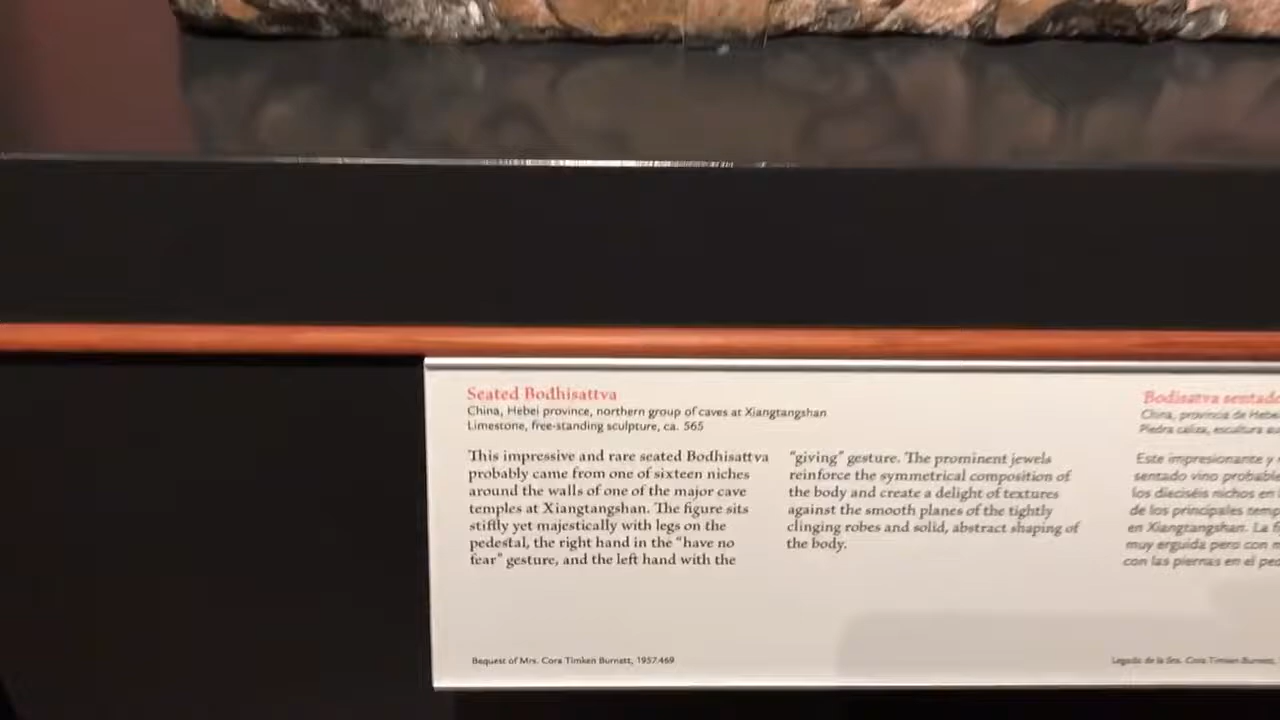 Seated Bodhisattva
China, Hebei province, northern group of caves at Xiangtangshan
Limestone, free-standing sculpture, ca. 565
This impressive and rare seated Bodhisattva
probably came from one of sixteen niches
around the walls of one of the major cave
temples at Xiangtangshan. The figure sits
stiffly yet majestically with legs on the
pedestal, the right hand in the "have no
fear" gesture, and the left hand with the
"giving" gesture. The prominent jewels
reinforce the symmetrical composition of
the body and create a delight of textures
against the smooth planes of the tightly
clinging robes and solid, abstract shaping of
the body.
Bequest of Mrs. Cora Timken Burnett, 1957.469
Bodisatva sentado
China, provincia de Hebe
Piedra caliza, escultura
Este impresionante y
sentado vino probable
los dieciséis nichos en
de los principales temp
en Xiangtangshan. La f
muy erguida pero con
con las piernas en el ped
Legado de la Sra. Cora Timken Burnett,